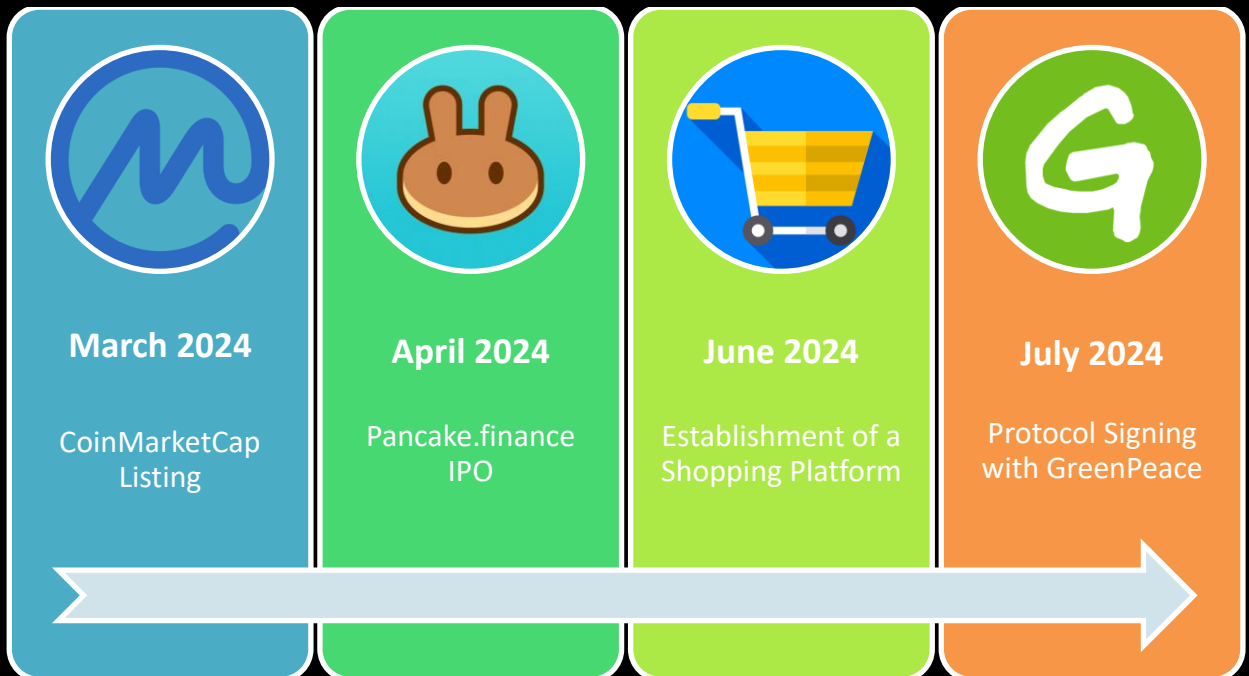 March 2024
CoinMarketCap
Listing
April 2024
Pancake.finance
IPO
June 2024
Establishment of a
Shopping Platform
July 2024
Protocol Signing
with GreenPeace